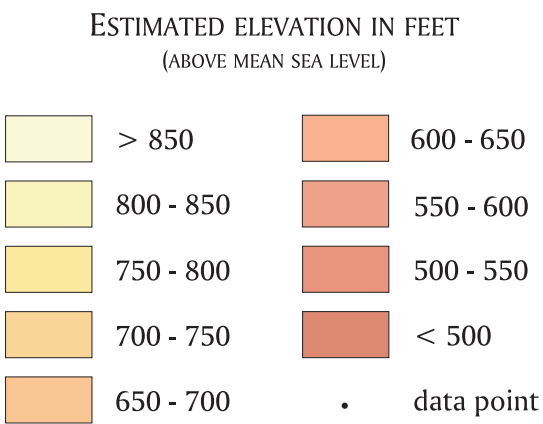 ESTIMATED ELEVATION IN FEET
(ABOVE MEAN SEA LEVEL)
> 850
800 - 850
750 - 800
700 - 750
650 - 700
600 - 650
550 - 600
500 - 550
< 500
data point